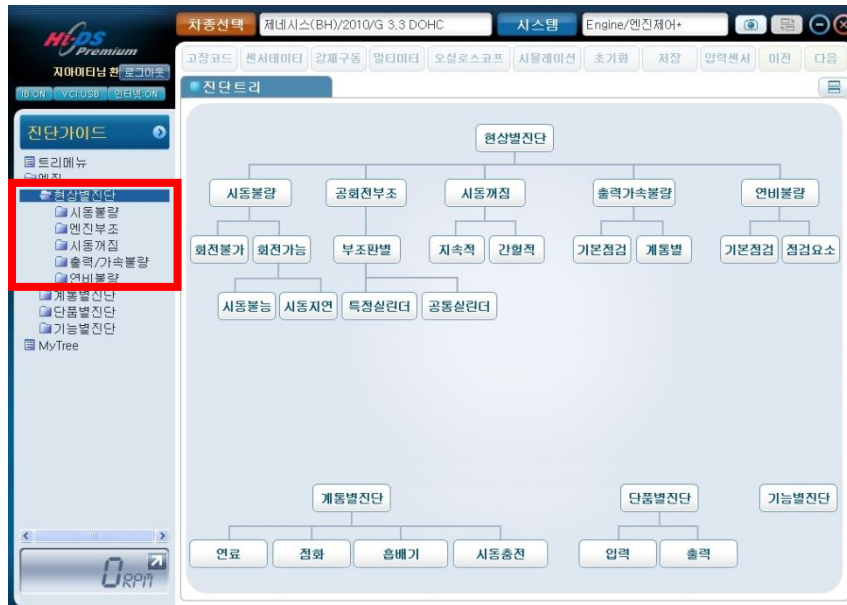 Hi-DS
Premium
지아이티님 환 로그아웃
IB:ON VCI:USB 인터넷:ON
차종선택 제네시스(BH)/2010/G 3,3 DOHC 시스템 Engine/엔진제어+
고장코드 센서데이터 강제구동 멀티미터 오실로스코프 시뮬레이션 초기화 저장 압력센서 이전 다음
진단트리
진단가이드
트리메뉴
엔진
현상별진단
시동불량
엔진부조
시동꺼짐
출력/가속불량
연비불량
계통별진단
단품별진단
기능별진단
MyTree
0 RPM
현상별진단
시동불량 공회전부조 시동꺼짐 출력가속불량 연비불량
회전불가 회전가능 부조판별 지속적 간헐적 기본점검 계통별 기본점검 점검요소
시동불능 시동지연 특정실린더 공통실린더
계통별진단 단품별진단 기능별진단
연료 점화 흡배기 시동충전 입력 출력